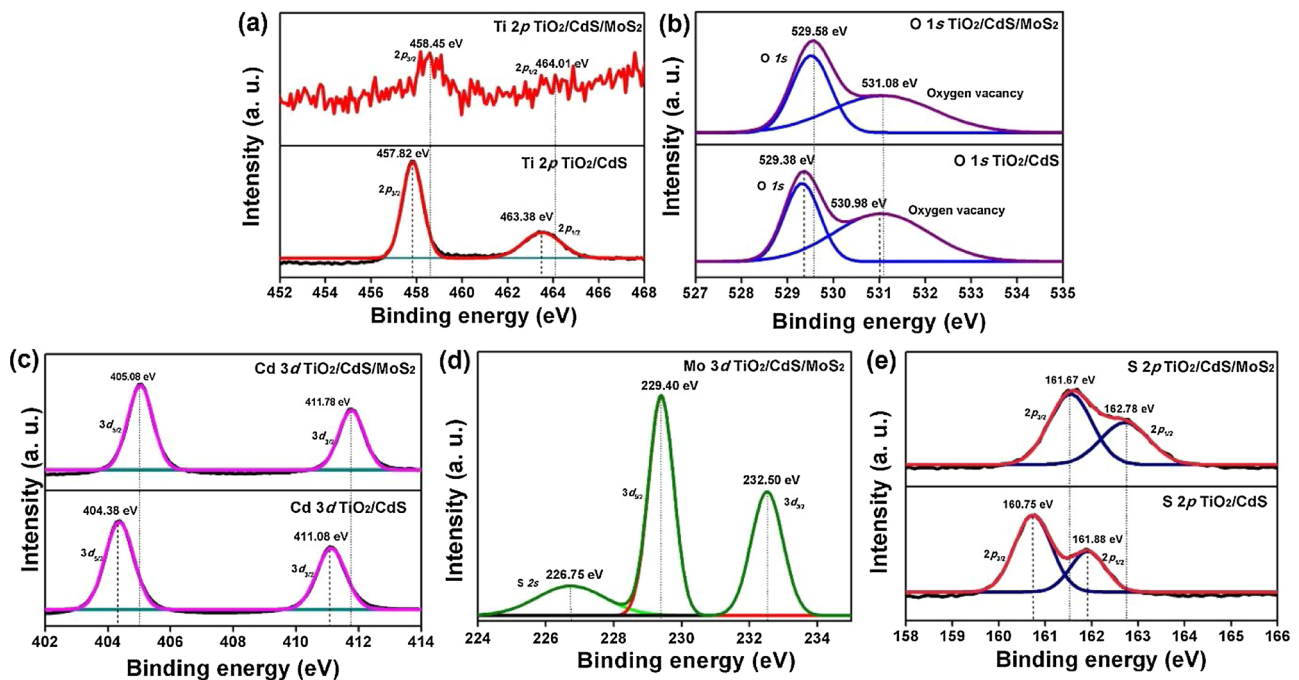 (a)
Ti 2p TiO2/CdS/MoS2
458.45 eV
2p3/2
2p1/2 464.01 eV
Ti 2p TiO2/CdS
457.82 eV
2p3/2
463.38 eV
2p1/2
452 454 456 458 460 462 464 466 468
Binding energy (eV)
Intensity (a. u.)
(b)
O 1s TiO2/CdS/MoS2
529.58 eV
O 1s
531.08 eV
Oxygen vacancy
O 1s TiO2/CdS
529.38 eV
O 1s
530.98 eV
Oxygen vacancy
527 528 529 530 531 532 533 534 535
Binding energy (eV)
Intensity (a. u.)
(c)
Cd 3d TiO2/CdS/MoS2
405.08 eV
411.78 eV
3d5/2
3d3/2
Cd 3d TiO2/CdS
404.38 eV
411.08 eV
3d5/2
3d3/2
402 404 406 408 410 412 414
Binding energy (eV)
Intensity (a. u.)
(d)
Mo 3d TiO2/CdS/MoS2
229.40 eV
3d5/2
232.50 eV
3d3/2
S 2s
226.75 eV
224 226 228 230 232 234
Binding energy (eV)
Intensity (a. u.)
(e)
S 2p TiO2/CdS/MoS2
161.67 eV
2p3/2
162.78 eV
2p1/2
S 2p TiO2/CdS
160.75 eV
2p3/2
161.88 eV
2p1/2
158 159 160 161 162 163 164 165 166
Binding energy (eV)
Intensity (a. u.)